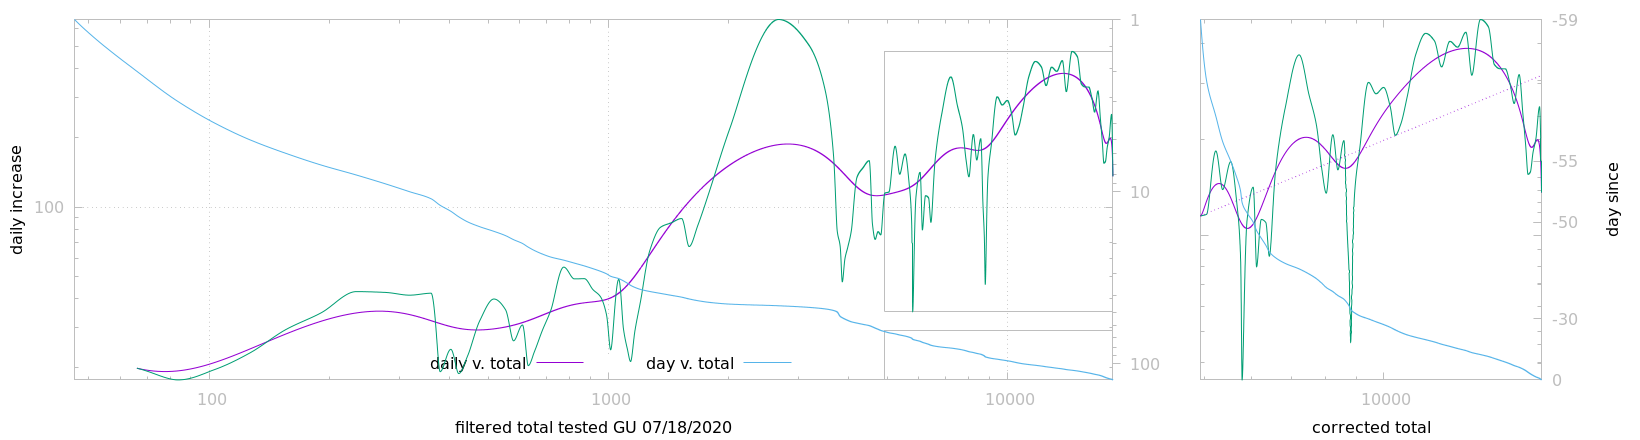 1
-59
100
10
-55
-50
daily increase
day since
-30
daily v. total
day v. total
100
0
100
1000
10000
10000
filtered total tested GU 07/18/2020
corrected total